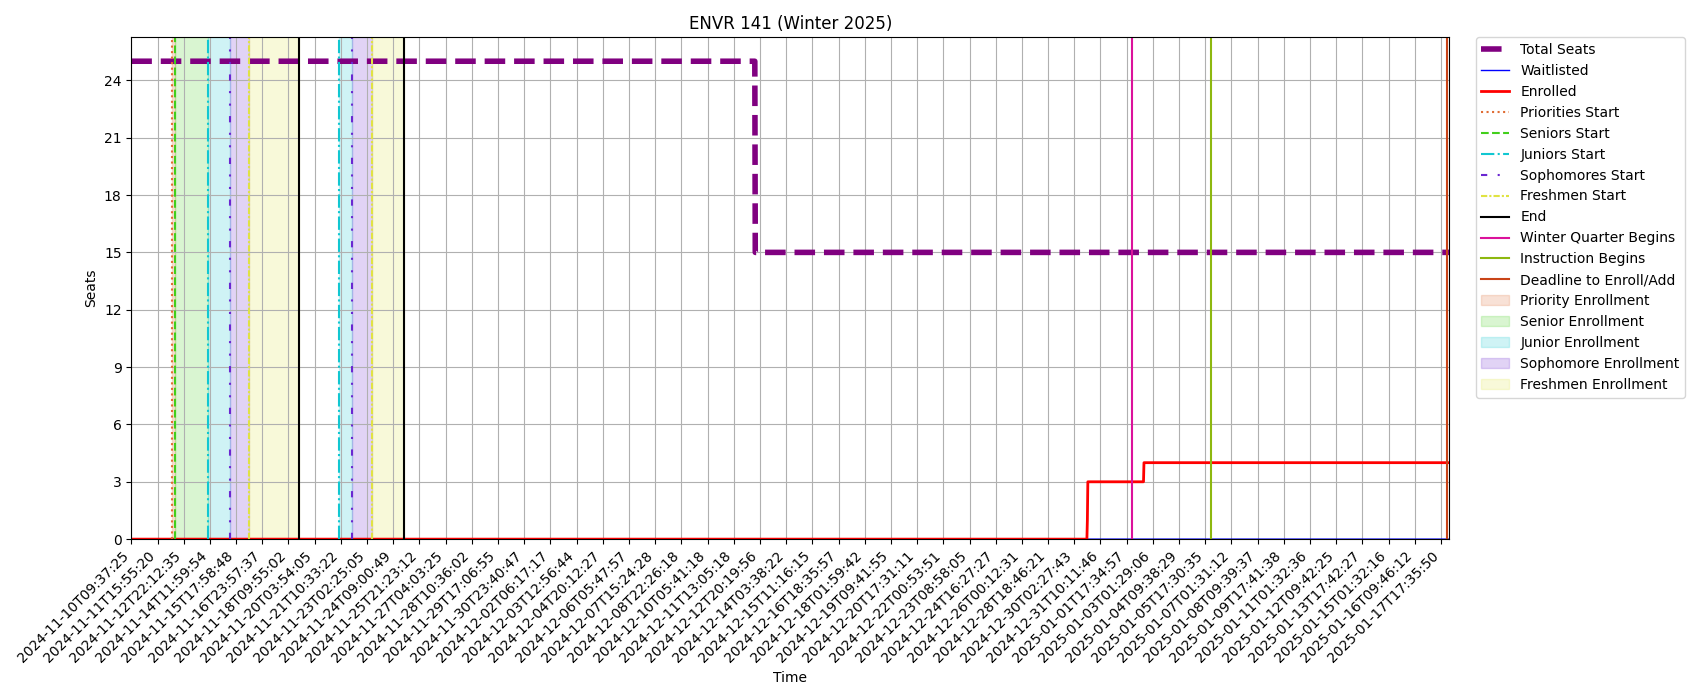 ENVR 141 (Winter 2025)
Seats
24
21
18
15
12
9
6
3
0
2024-11-10T09:37:25
2024-11-11T15:55:20
2024-11-12T22:12:35
2024-11-14T11:59:54
2024-11-15T17:58:48
2024-11-16T23:57:37
2024-11-18T09:55:02
2024-11-20T03:54:05
2024-11-21T10:33:22
2024-11-23T02:25:05
2024-11-24T09:00:49
2024-11-25T21:23:12
2024-11-27T04:03:25
2024-11-28T10:36:02
2024-11-29T17:06:55
2024-11-30T23:40:47
2024-12-02T06:17:17
2024-12-03T12:56:44
2024-12-04T20:12:27
2024-12-06T05:47:57
2024-12-07T15:24:28
2024-12-08T22:26:18
2024-12-10T05:41:18
2024-12-11T13:05:18
2024-12-12T20:19:56
2024-12-14T03:38:22
2024-12-15T11:16:15
2024-12-16T18:35:57
2024-12-18T01:59:42
2024-12-19T09:41:55
2024-12-20T17:31:11
2024-12-22T00:53:51
2024-12-23T08:58:05
2024-12-24T16:27:27
2024-12-26T00:12:31
2024-12-28T18:46:21
2024-12-30T02:27:43
2024-12-31T10:11:46
2025-01-01T17:34:57
2025-01-03T01:29:06
2025-01-04T09:38:29
2025-01-05T17:30:35
2025-01-07T01:31:12
2025-01-08T09:39:37
2025-01-09T17:41:38
2025-01-11T01:32:36
2025-01-12T09:42:25
2025-01-13T17:42:27
2025-01-15T01:32:16
2025-01-16T09:46:12
2025-01-17T17:35:50
Time
Total Seats
Waitlisted
Enrolled
Priorities Start
Seniors Start
Juniors Start
Sophomores Start
Freshmen Start
End
Winter Quarter Begins
Instruction Begins
Deadline to Enroll/Add
Priority Enrollment
Senior Enrollment
Junior Enrollment
Sophomore Enrollment
Freshmen Enrollment